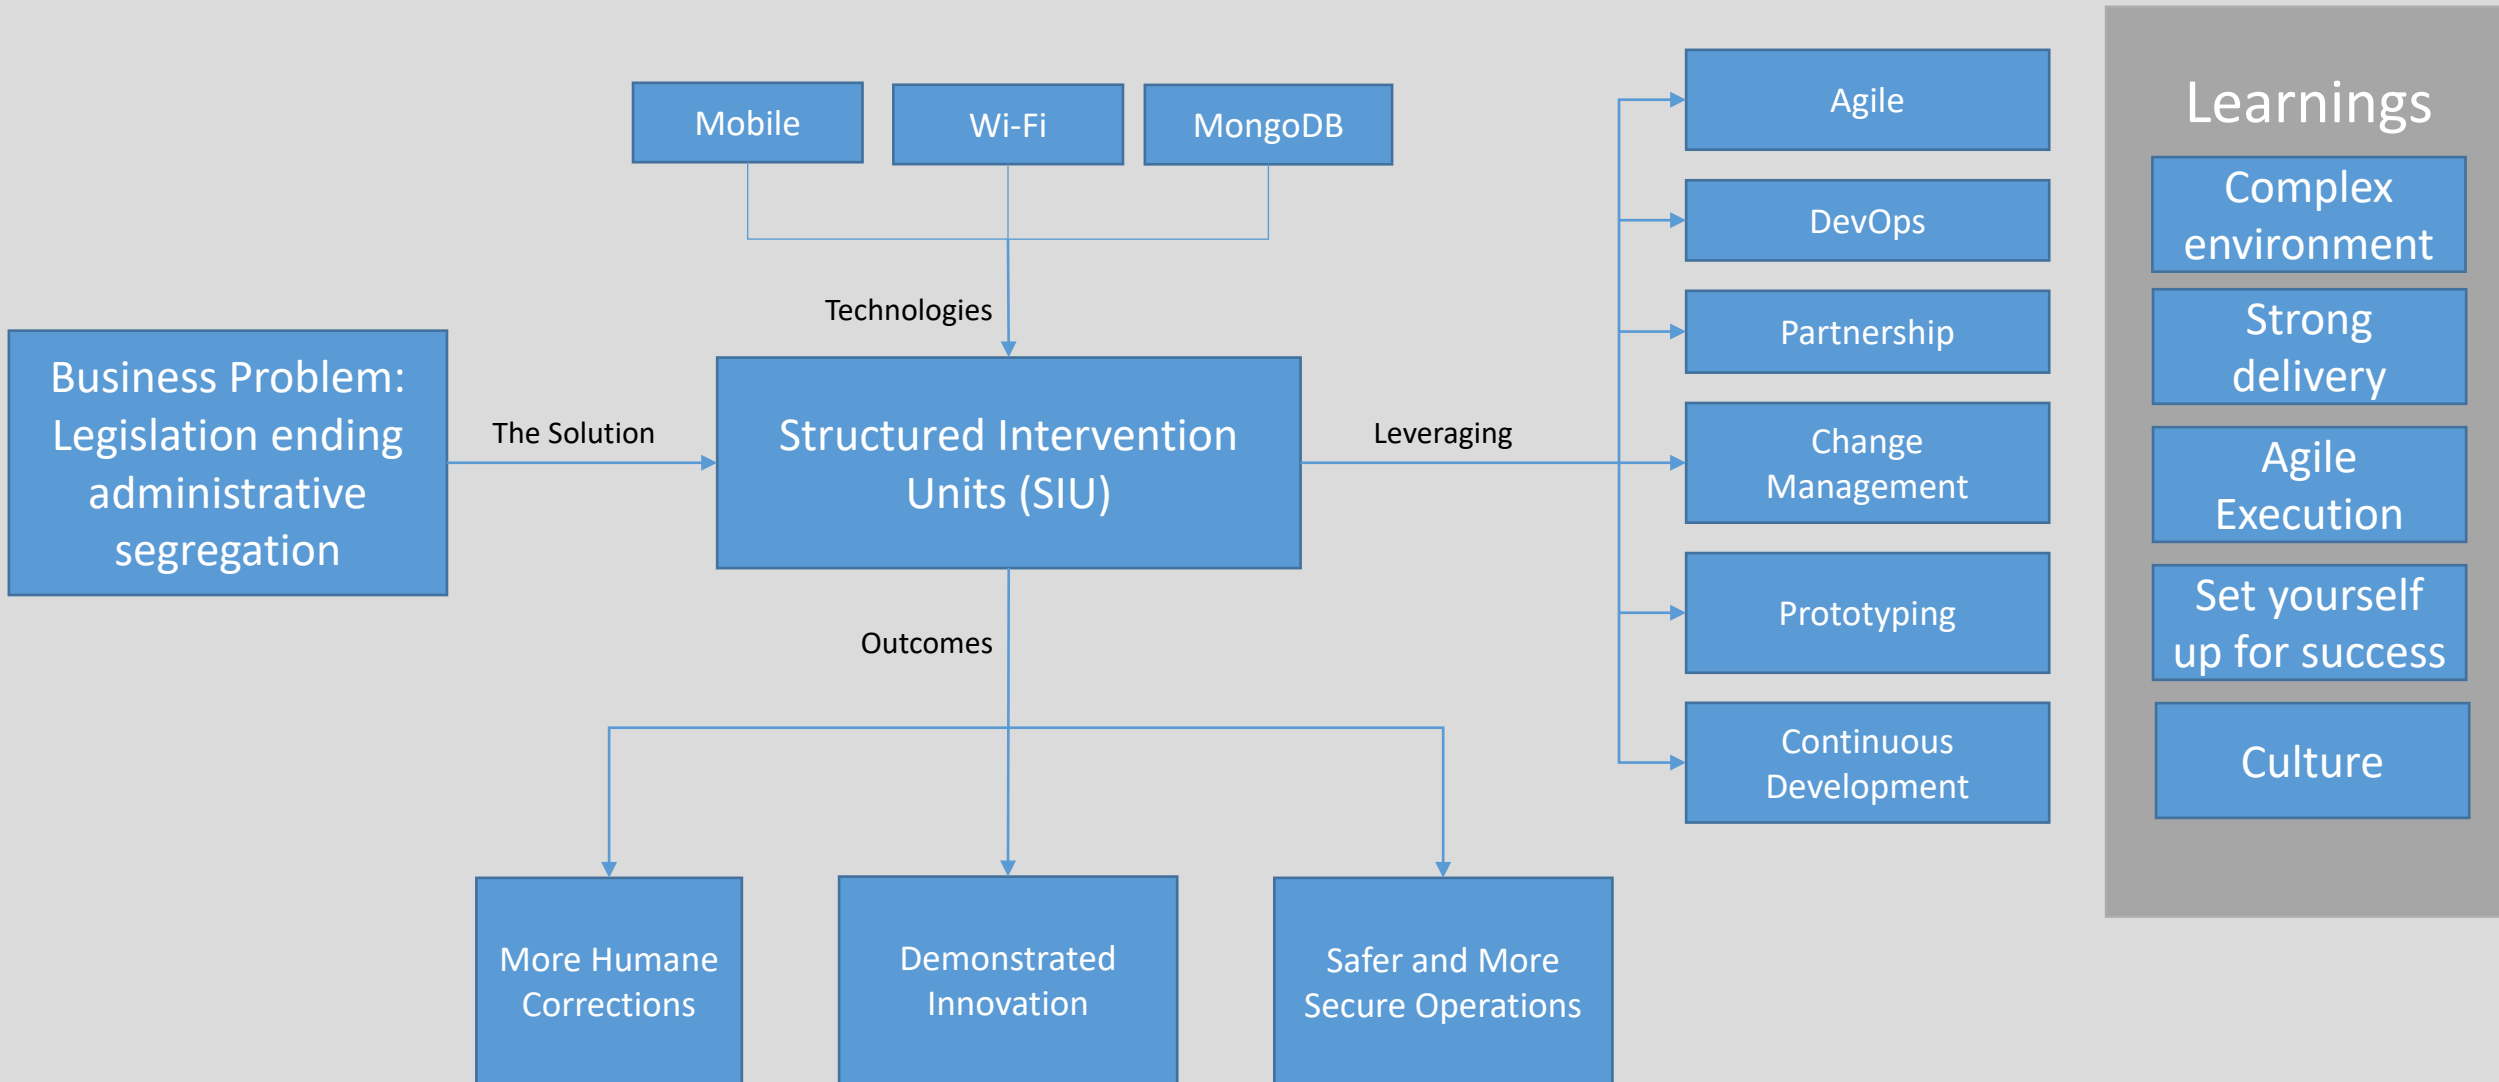 Mobile
Wi-Fi
MongoDB
Technologies
Business Problem:
Legislation ending
administrative
segregation
The Solution
Structured Intervention
Units (SIU)
Leveraging
Agile
DevOps
Partnership
Change
Management
Prototyping
Continuous
Development
Outcomes
More Humane
Corrections
Demonstrated
Innovation
Safer and More
Secure Operations
Learnings
Complex
environment
Strong
delivery
Agile
Execution
Set yourself
up for success
Culture